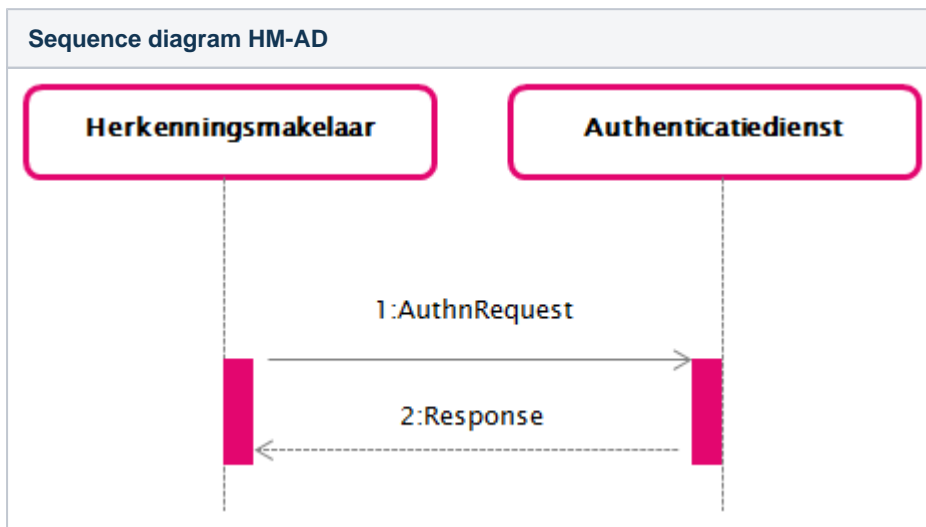 Sequence diagram HM-AD
Herkenningsmakelaar
Authenticatiedienst
1:AuthnRequest
2:Response